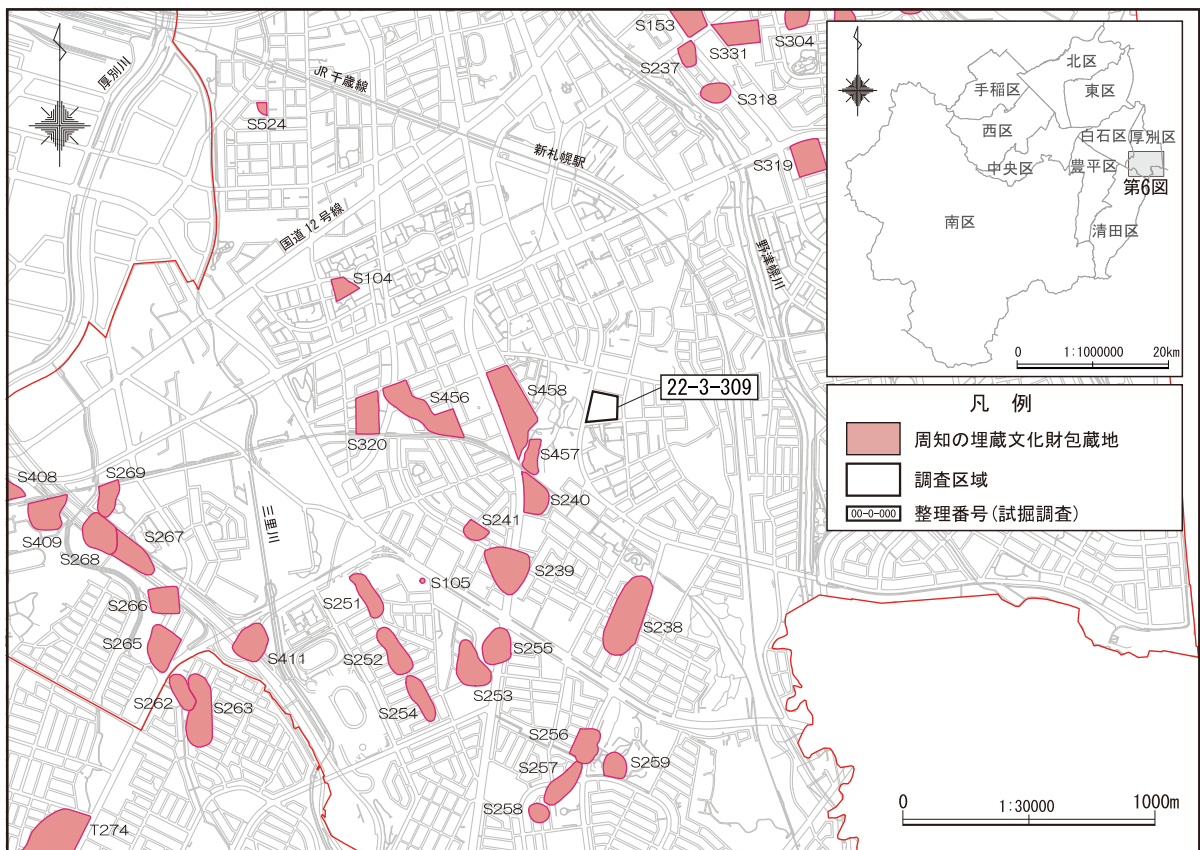 厚別川
JR 千歳線
新札幌駅
国道 12 号線
野津幌川
三里川
S153
S331
S304
S237
S318
S319
S524
S104
S458
S456
22-3-309
S320
S457
S240
S408
S269
S241
S409
S268
S267
S239
S105
S266
S251
S238
S265
S411
S252
S255
S253
S262
S263
S254
S256
S257
S259
S258
T274
北区
手稲区
東区
西区
白石区
厚別区
中央区
豊平区
第6図
南区
清田区
0 1:1000000 20km
凡 例
周知の埋蔵文化財包蔵地
調査区域
00-0-000 整理番号(試掘調査)
0 1:30000 1000m